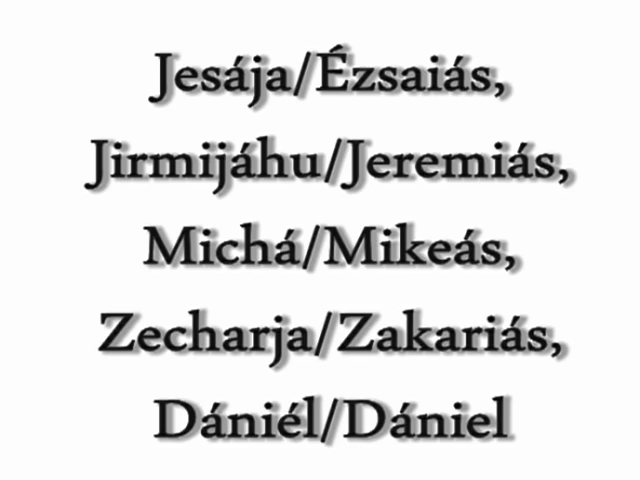 Jesája/Ézsaiás,
Jirmijáhu/Jeremiás,
Michá/Mikeás,
Zecharja/Zakariás,
Dániél/Dániel